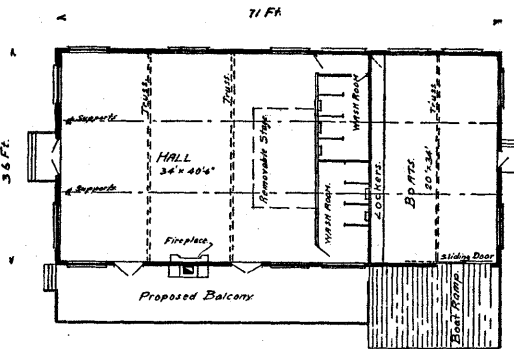 71 Ft.
36 Ft.
Truss.
Truss.
Truss.
Supports
Supports
HALL
34' x 40'4"
Removable Stage.
WASH ROOM
WASH ROOM.
LOCKERS.
BOATS.
20' x 34'
Fireplace.
Sliding Door
Proposed Balcony.
Boat Ramp.